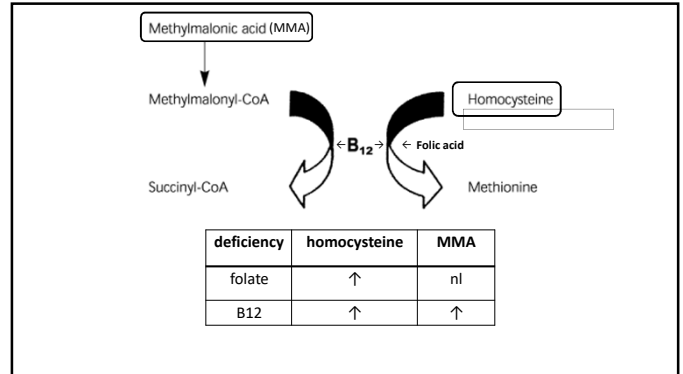 Methylmalonic acid (MMA)
Methylmalonyl-CoA
Homocysteine
←B12→ ← Folic acid
Succinyl-CoA
Methionine
deficiency homocysteine MMA
folate ↑ nl
B12 ↑ ↑